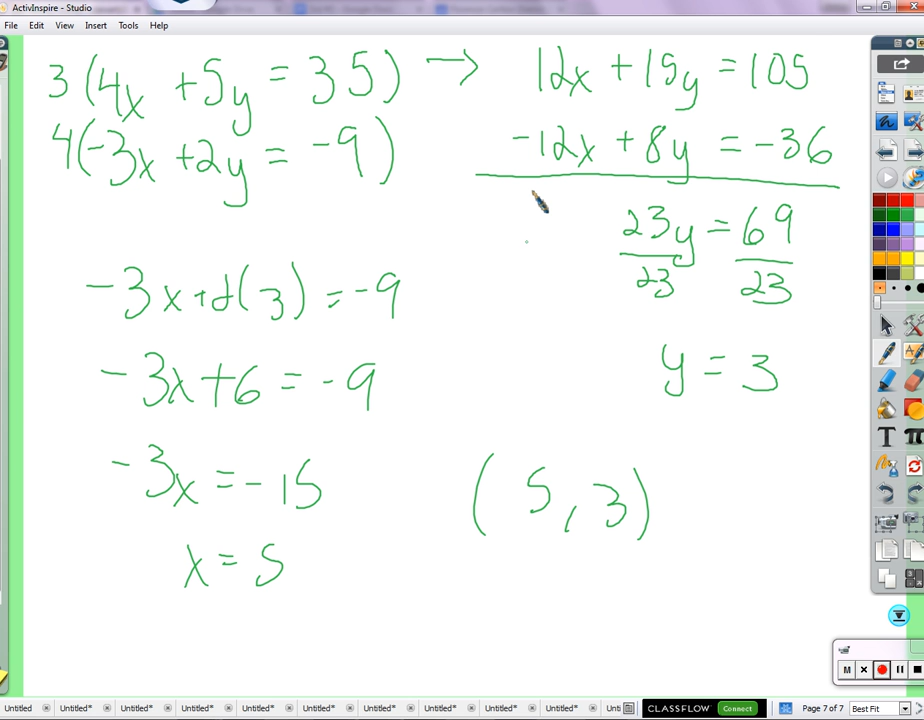 ActivInspire - Studio
File Edit View Insert Tools Help
3(4x + 5y = 35) → 12x + 15y = 105
4(-3x + 2y = -9) -12x + 8y = -36
23y = 69
23 23
-3x + 2(3) = -9
-3x + 6 = -9
y = 3
-3x = -15
(5, 3)
x = 5
Untitled Untitled* Untitled* Untitled* Untitled* Untitled* Untitled* Untitled* Untitled* Unti CLASSFLOW Connect Page 7 of 7 Best Fit